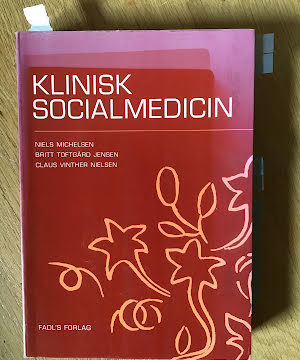 KLINISK
SOCIALMEDICIN
NIELS MICHELSEN
BRITT TOFTGÅRD JENSEN
CLAUS VINTHER NIELSEN
FADL'S FORLAG